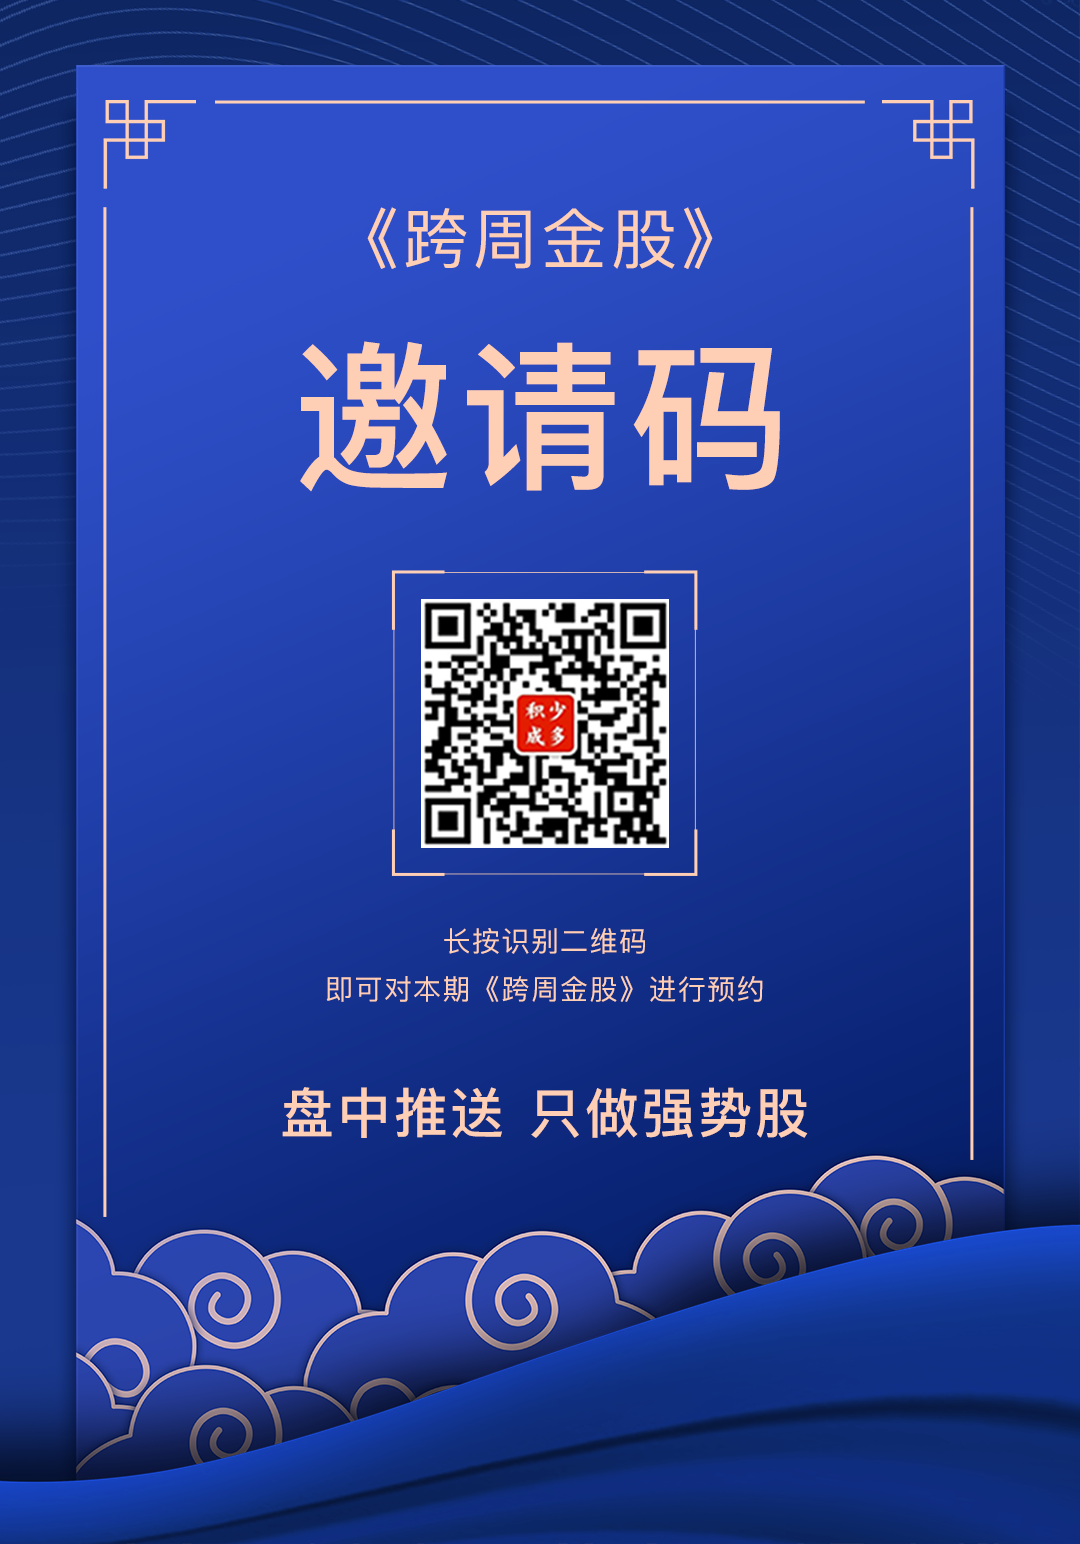 《跨周金股》
邀请码
积少
成多
长按识别二维码
即可对本期《跨周金股》进行预约
盘中推送 只做强势股